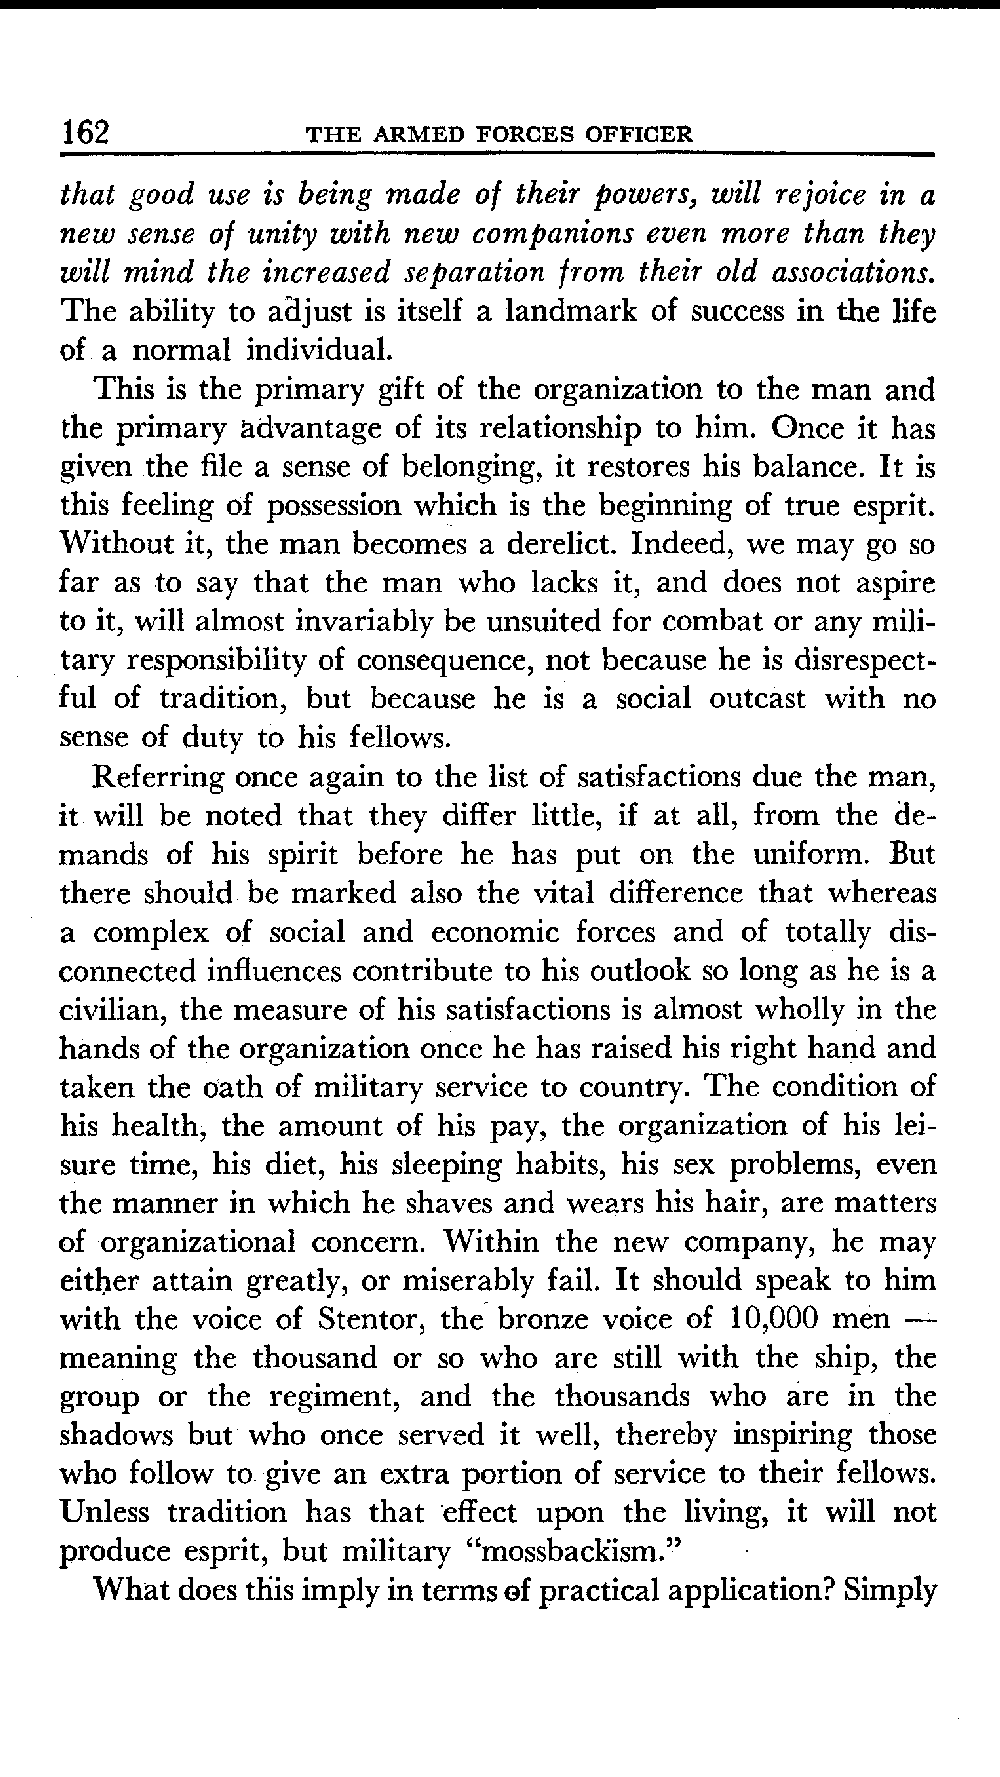 162 THE ARMED FORCES OFFICER
that good use is being made of their powers, will rejoice in a
new sense of unity with new companions even more than they
will mind the increased separation from their old associations.
The ability to adjust is itself a landmark of success in the life
of a normal individual.
This is the primary gift of the organization to the man and
the primary advantage of its relationship to him. Once it has
given the file a sense of belonging, it restores his balance. It is
this feeling of possession which is the beginning of true esprit.
Without it, the man becomes a derelict. Indeed, we may go so
far as to say that the man who lacks it, and does not aspire
to it, will almost invariably be unsuited for combat or any mili-
tary responsibility of consequence, not because he is disrespect-
ful of tradition, but because he is a social outcast with no
sense of duty to his fellows.
Referring once again to the list of satisfactions due the man,
it will be noted that they differ little, if at all, from the de-
mands of his spirit before he has put on the uniform. But
there should be marked also the vital difference that whereas
a complex of social and economic forces and of totally dis-
connected influences contribute to his outlook so long as he is a
civilian, the measure of his satisfactions is almost wholly in the
hands of the organization once he has raised his right hand and
taken the oath of military service to country. The condition of
his health, the amount of his pay, the organization of his lei-
sure time, his diet, his sleeping habits, his sex problems, even
the manner in which he shaves and wears his hair, are matters
of organizational concern. Within the new company, he may
either attain greatly, or miserably fail. It should speak to him
with the voice of Stentor, the bronze voice of 10,000 men —
meaning the thousand or so who are still with the ship, the
group or the regiment, and the thousands who are in the
shadows but who once served it well, thereby inspiring those
who follow to give an extra portion of service to their fellows.
Unless tradition has that effect upon the living, it will not
produce esprit, but military “mossbackism.”
What does this imply in terms of practical application? Simply